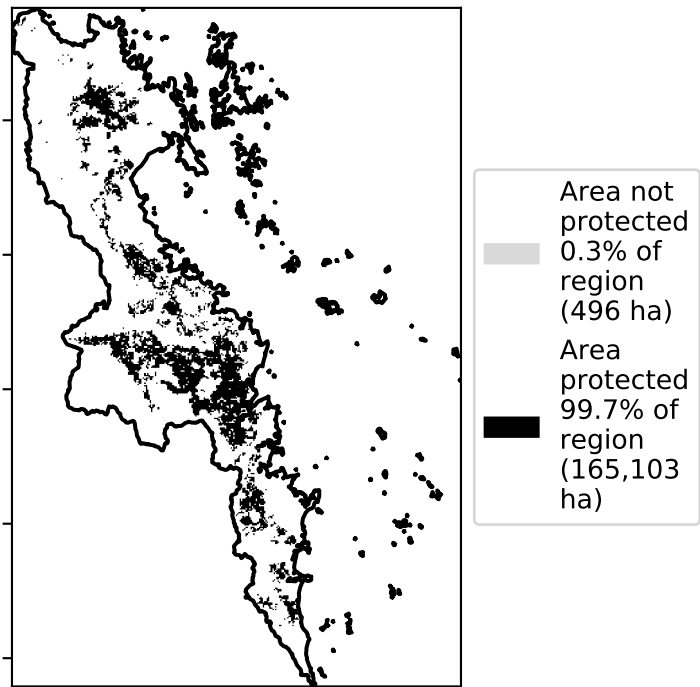 Area not
protected
0.3% of
region
(496 ha)
Area
protected
99.7% of
region
(165,103
ha)